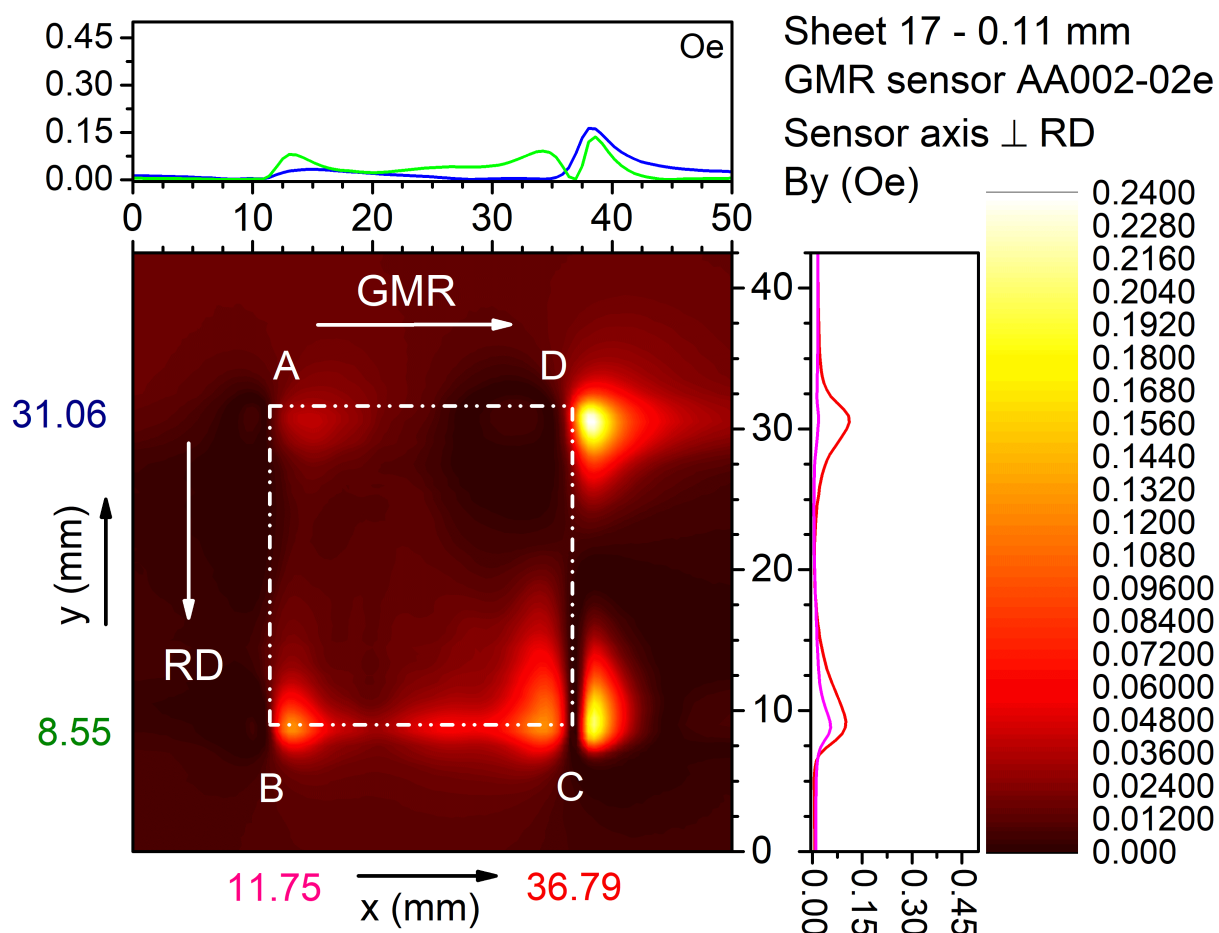 0.45
0.30
0.15
0.00
Oe
0 10 20 30 40 50
Sheet 17 - 0.11 mm
GMR sensor AA002-02e
Sensor axis ⊥ RD
By (Oe)
0.2400
0.2280
0.2160
0.2040
0.1920
0.1800
0.1680
0.1560
0.1440
0.1320
0.1200
0.1080
0.09600
0.08400
0.07200
0.06000
0.04800
0.03600
0.02400
0.01200
0.000
GMR
A D
31.06
RD
y (mm)
8.55
B C
40
30
20
10
0
11.75 36.79
x (mm)
0.00 0.15 0.30 0.45